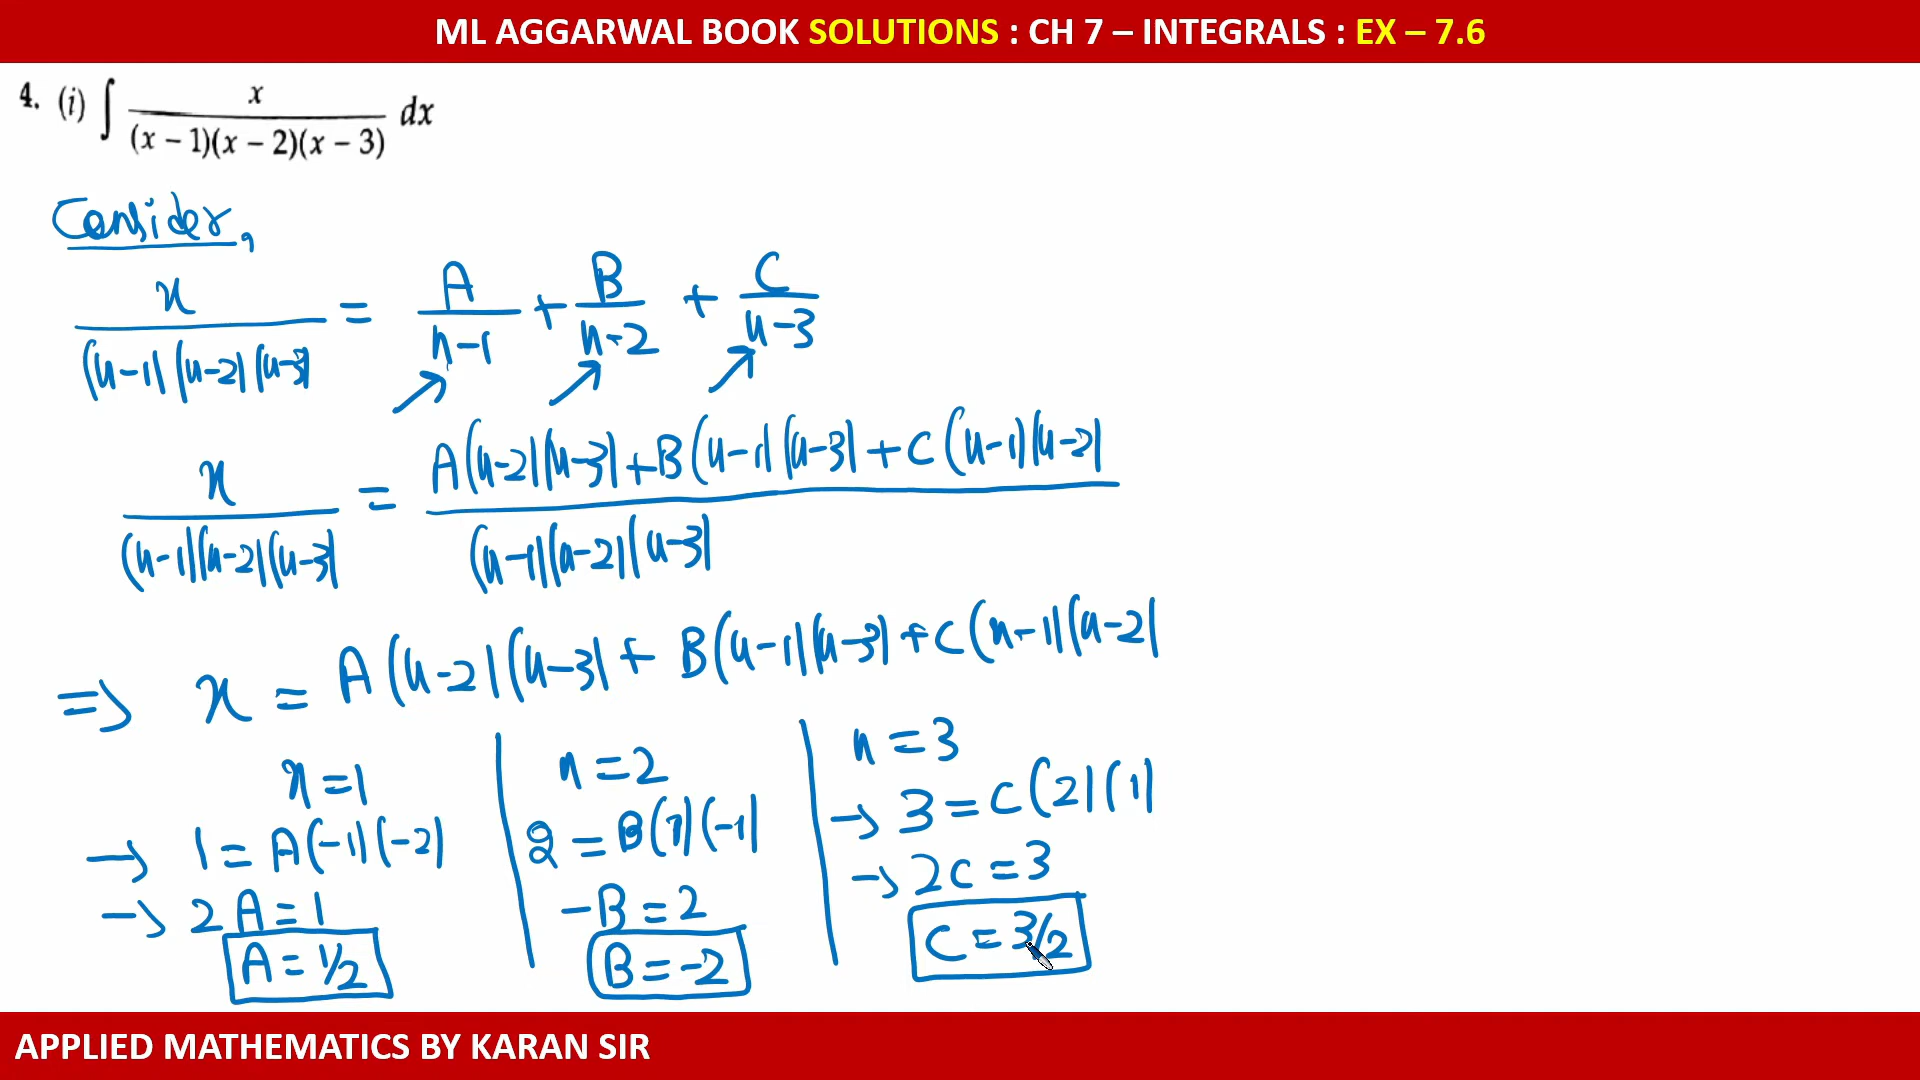 ML AGGARWAL BOOK SOLUTIONS : CH 7 – INTEGRALS : EX – 7.6
4. (i) ∫ x / (x – 1)(x – 2)(x – 3) dx
Consider,
x / (x-1)(x-2)(x-3) = A / x-1 + B / x-2 + C / x-3
x / (x-1)(x-2)(x-3) = A(x-2)(x-3)+B(x-1)(x-3)+C(x-1)(x-2) / (x-1)(x-2)(x-3)
=> x = A(x-2)(x-3) + B(x-1)(x-3) + C(x-1)(x-2)
x=1
→ 1 = A(-1)(-2)
→ 2A = 1
A = 1/2
x = 2
2 = B(1)(-1)
-B = 2
B = -2
x = 3
→ 3 = C(2)(1)
→ 2C = 3
C = 3/2
APPLIED MATHEMATICS BY KARAN SIR